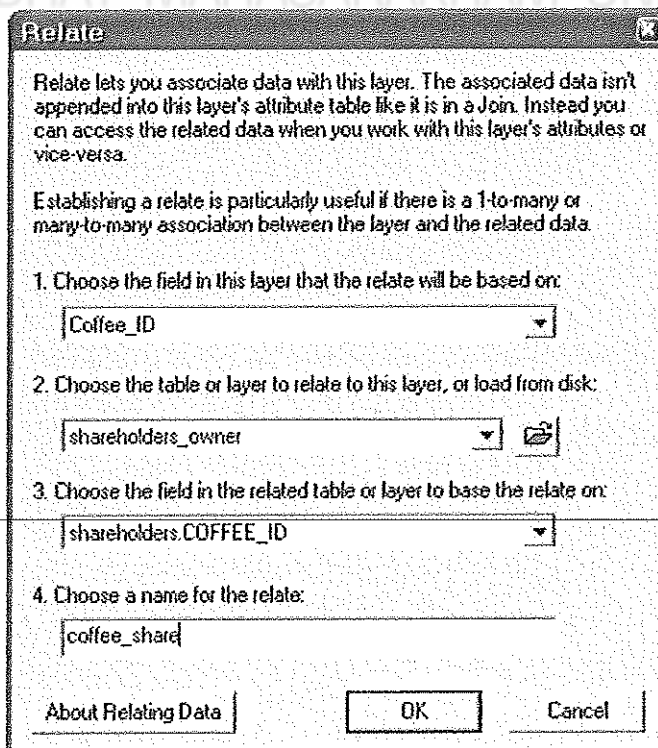 Relate
Relate lets you associate data with this layer. The associated data isn't
appended into this layer's attribute table like it is in a Join. Instead you
can access the related data when you work with this layer's attributes or
vice-versa.
Establishing a relate is particularly useful if there is a 1-to-many or
many-to-many association between the layer and the related data.
1. Choose the field in this layer that the relate will be based on:
Coffee_ID
2. Choose the table or layer to relate to this layer, or load from disk:
shareholders_owner
3. Choose the field in the related table or layer to base the relate on:
shareholders.COFFEE_ID
4. Choose a name for the relate:
coffee_share
About Relating Data
OK
Cancel